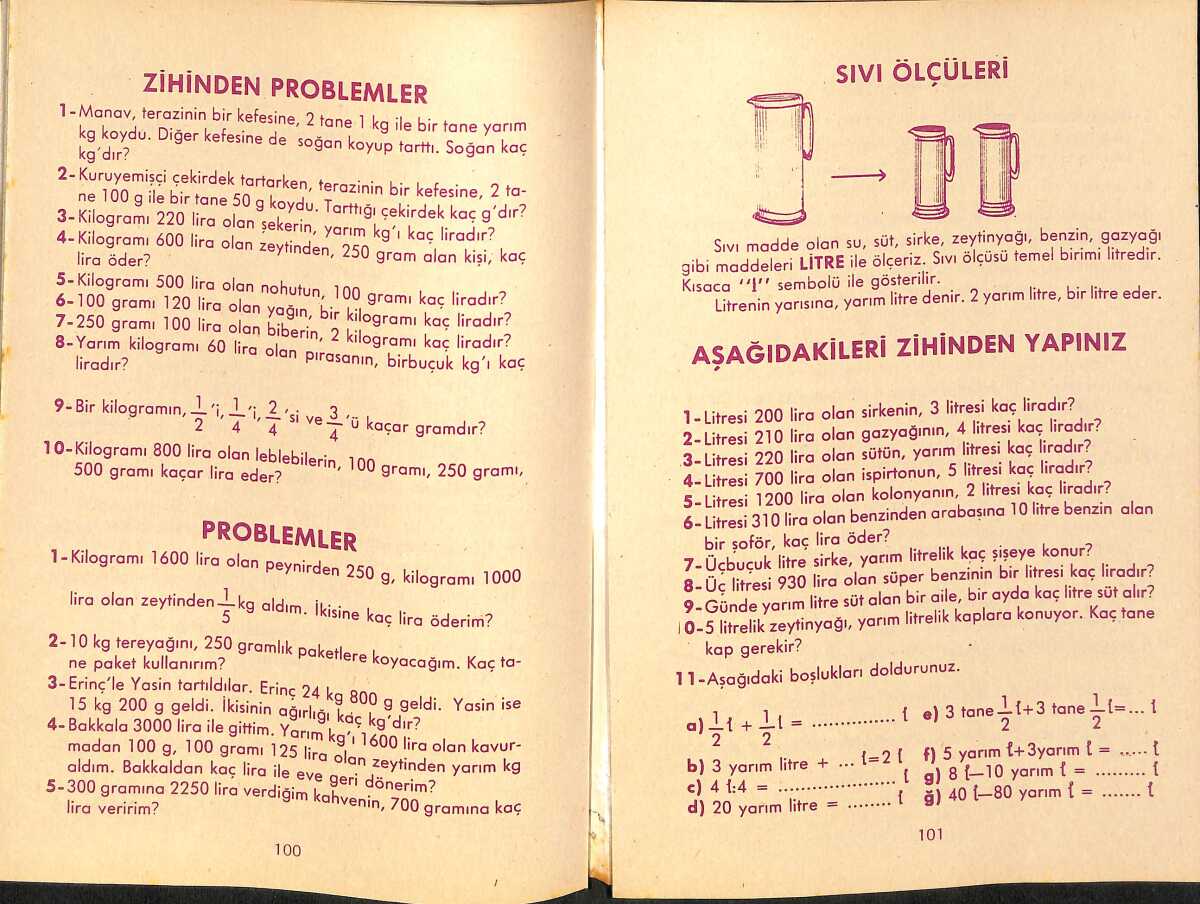 ZİHİNDEN PROBLEMLER
1-Manav, terazinin bir kefesine, 2 tane 1 kg ile bir tane yarım
kg koydu. Diğer kefesine de soğan koyup tarttı. Soğan kaç
kg'dır?
2-Kuruyemişçi çekirdek tartarken, terazinin bir kefesine, 2 ta-
ne 100 g ile bir tane 50 g koydu. Tarttığı çekirdek kaç g'dır?
3-Kilogramı 220 lira olan şekerin, yarım kg'ı kaç liradır?
4-Kilogramı 600 lira olan zeytinden, 250 gram alan kişi, kaç
lira öder?
5-Kilogramı 500 lira olan nohutun, 100 gramı kaç liradır?
6-100 gramı 120 lira olan yağın, bir kilogramı kaç liradır?
7-250 gramı 100 lira olan biberin, 2 kilogramı kaç liradır?
8-Yarım kilogramı 60 lira olan pırasanın, birbuçuk kg'ı kaç
liradır?
9-Bir kilogramın, 1/2 'i, 1/4 'i, 2/4 'si ve 3/4 'ü kaçar gramdır?
10-Kilogramı 800 lira olan leblebilerin, 100 gramı, 250 gramı,
500 gramı kaçar lira eder?
PROBLEMLER
1-Kilogramı 1600 lira olan peynirden 250 g, kilogramı 1000
lira olan zeytinden 1/5 kg aldım. İkisine kaç lira öderim?
2-10 kg tereyağını, 250 gramlık paketlere koyacağım. Kaç ta-
ne paket kullanırım?
3-Erinç'le Yasin tartıldılar. Erinç 24 kg 800 g geldi. Yasin ise
15 kg 200 g geldi. İkisinin ağırlığı kaç kg'dır?
4-Bakkala 3000 lira ile gittim. Yarım kg'ı 1600 lira olan kavur-
madan 100 g, 100 gramı 125 lira olan zeytinden yarım kg
aldım. Bakkaldan kaç lira ile eve geri dönerim?
5-300 gramına 2250 lira verdiğim kahvenin, 700 gramına kaç
lira veririm?
100
SIVI ÖLÇÜLERİ
Sıvı madde olan su, süt, sirke, zeytinyağı, benzin, gazyağı
gibi maddeleri LİTRE ile ölçeriz. Sıvı ölçüsü temel birimi litredir.
Kısaca "l" sembolü ile gösterilir.
Litrenin yarısına, yarım litre denir. 2 yarım litre, bir litre eder.
AŞAĞIDAKİLERİ ZİHİNDEN YAPINIZ
1-Litresi 200 lira olan sirkenin, 3 litresi kaç liradır?
2-Litresi 210 lira olan gazyağının, 4 litresi kaç liradır?
3-Litresi 220 lira olan sütün, yarım litresi kaç liradır?
4-Litresi 700 lira olan ispirtonun, 5 litresi kaç liradır?
5-Litresi 1200 lira olan kolonyanın, 2 litresi kaç liradır?
6-Litresi 310 lira olan benzinden arabasına 10 litre benzin alan
bir şoför, kaç lira öder?
7-Üçbuçuk litre sirke, yarım litrelik kaç şişeye konur?
8-Üç litresi 930 lira olan süper benzinin bir litresi kaç liradır?
9-Günde yarım litre süt alan bir aile, bir ayda kaç litre süt alır?
10-5 litrelik zeytinyağı, yarım litrelik kaplara konuyor. Kaç tane
kap gerekir?
11-Aşağıdaki boşlukları doldurunuz.
a) 1/2 l + 1/2 l = ............... l e) 3 tane 1/2 l+3 tane 1/2 l=... l
b) 3 yarım litre + ... l=2 l f) 5 yarım l+3yarım l = ..... l
c) 4 l:4 = ..................... l g) 8 l—10 yarım l = ......... l
d) 20 yarım litre = ........ l ğ) 40 l—80 yarım l = ....... l
101